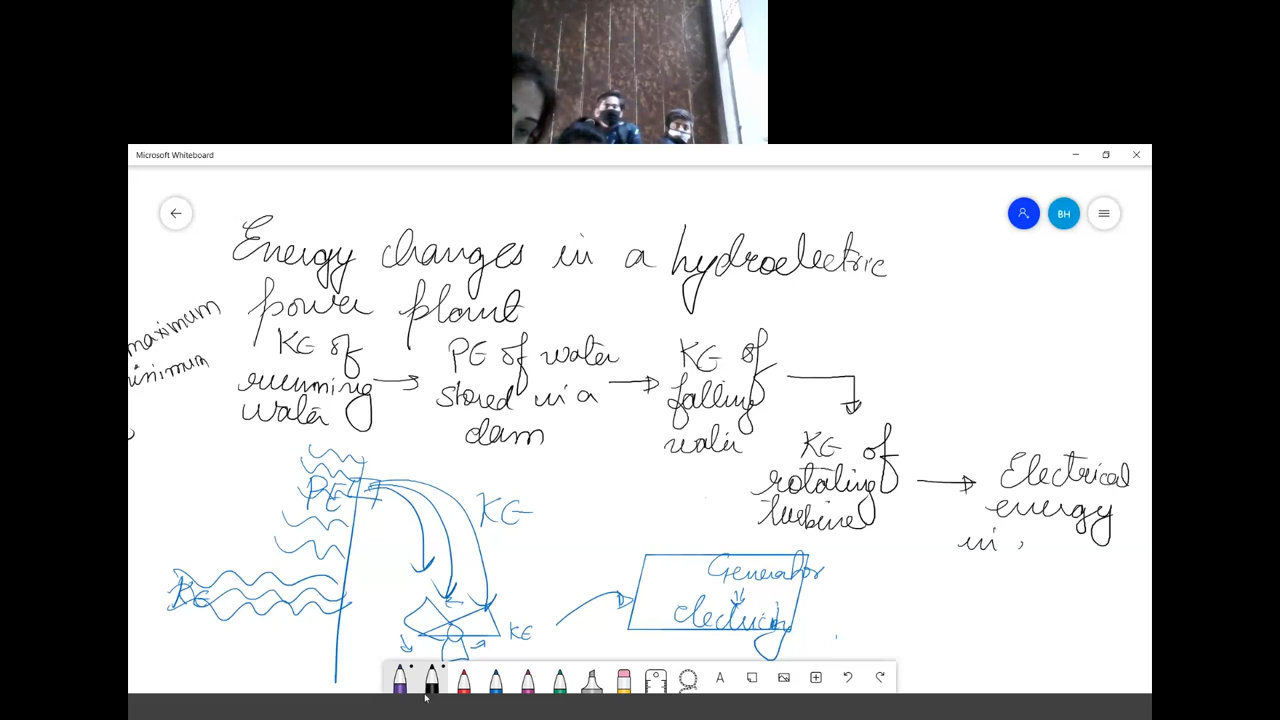 Microsoft Whiteboard
BH
Energy changes in a hydroelectric
power plant
maximum
KE of
running
water
PE of water
stored in a
dam
KE of
falling
water
KE of
rotating
turbine
Electrical
energy
in
PE
KE
KE
KE
Generator
electricity
A